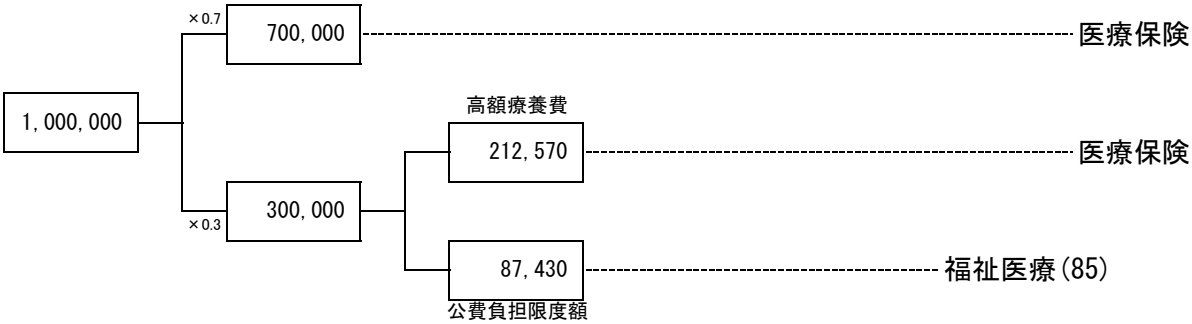 ×0.7
700,000
医療保険
1,000,000
高額療養費
212,570
医療保険
×0.3
300,000
87,430
福祉医療(85)
公費負担限度額